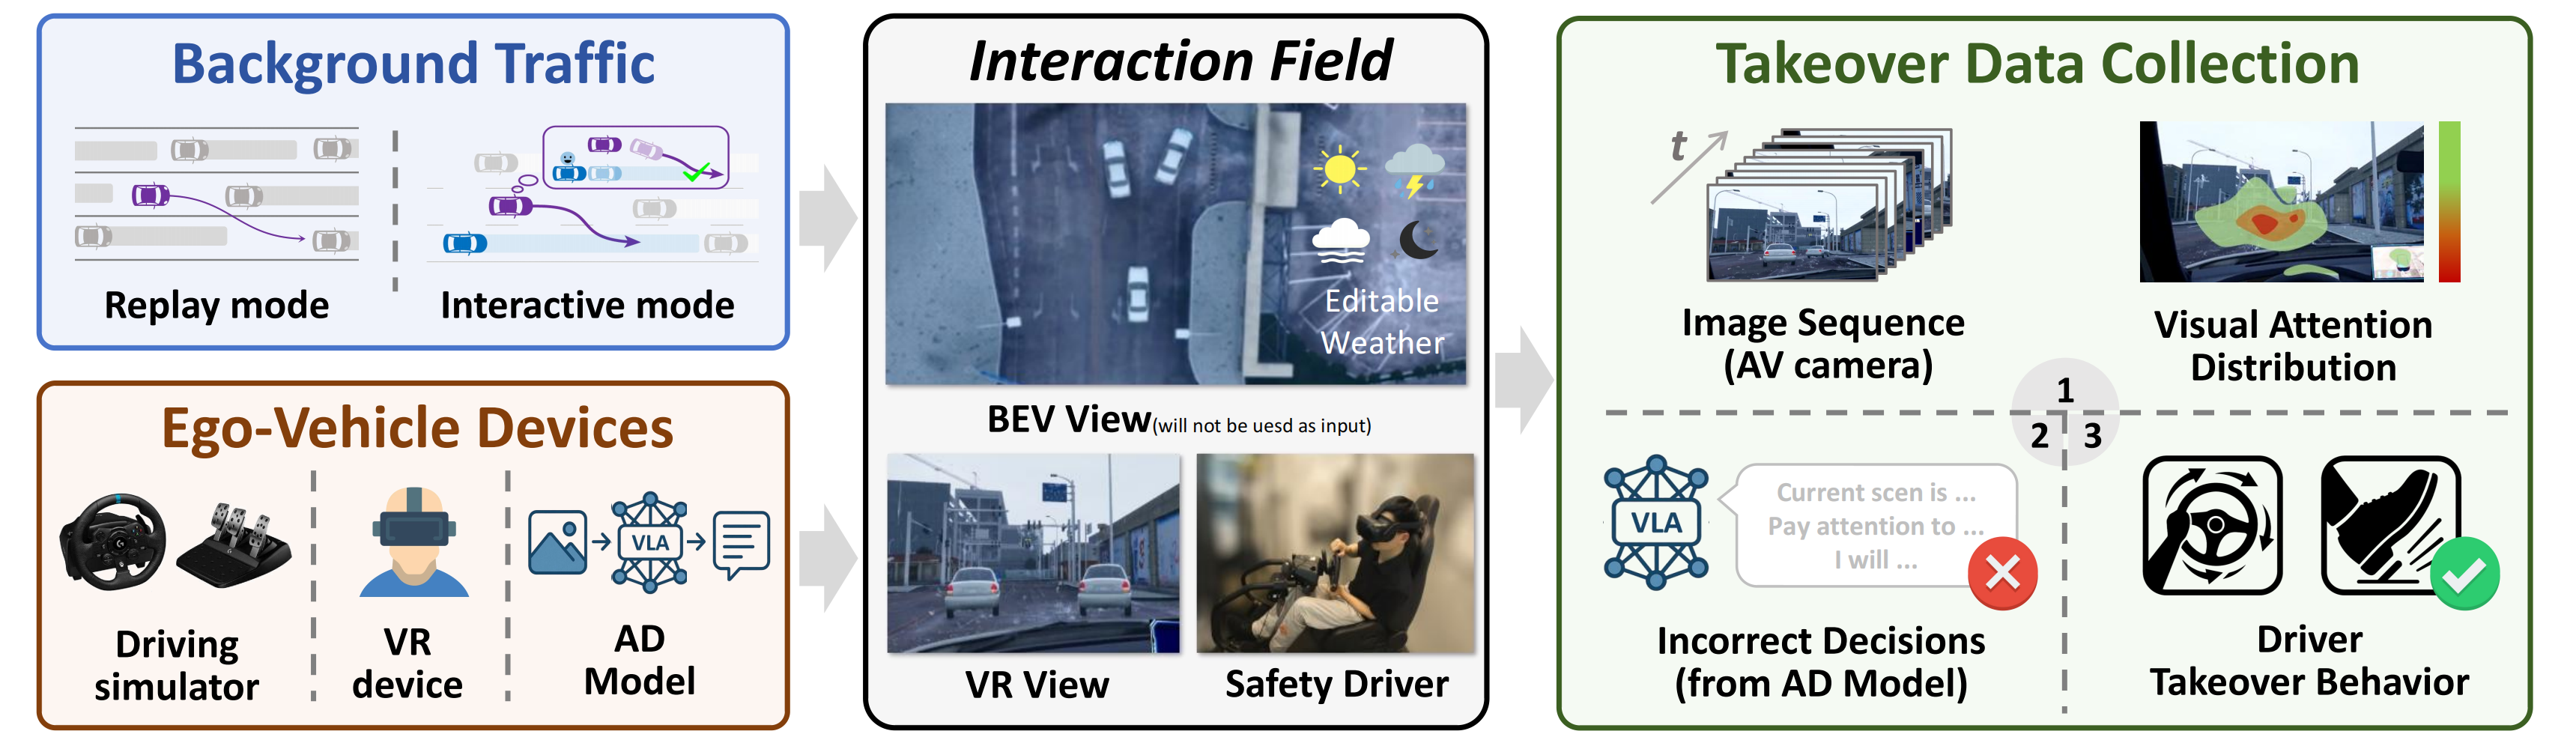 Background Traffic
Replay mode
Interactive mode
Ego-Vehicle Devices
VLA
Driving
simulator
VR
device
AD
Model
Interaction Field
Editable
Weather
BEV View(will not be uesd as input)
VR View
Safety Driver
Takeover Data Collection
t
Image Sequence
(AV camera)
Visual Attention
Distribution
1
2
3
VLA
Current scen is ...
Pay attention to ...
I will ...
Incorrect Decisions
(from AD Model)
Driver
Takeover Behavior